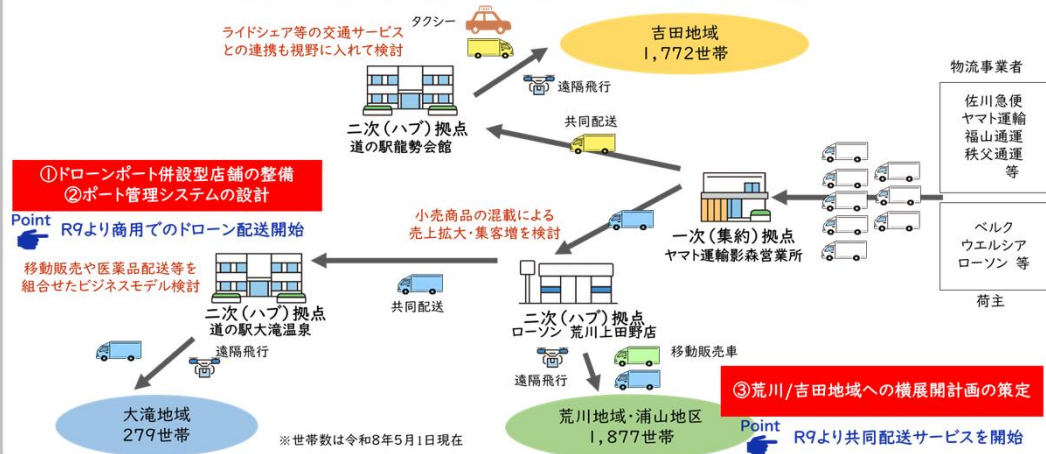 ライドシェア等の交通サービス
との連携も視野に入れて検討
タクシー
吉田地域
1,772世帯
遠隔飛行
二次(ハブ)拠点
道の駅龍勢会館
共同配送
物流事業者
佐川急便
ヤマト運輸
福山通運
秩父通運
等
①ドローンポート併設型店舗の整備
②ポート管理システムの設計
Point
R9より商用でのドローン配送開始
小売商品の混載による
売上拡大・集客増を検討
一次(集約)拠点
ヤマト運輸影森営業所
ベルク
ウエルシア
ローソン 等
荷主
移動販売や医薬品配送等を
組合せたビジネスモデル検討
二次(ハブ)拠点
道の駅大滝温泉
共同配送
二次(ハブ)拠点
ローソン 荒川上田野店
遠隔飛行
遠隔飛行
移動販売車
③荒川/吉田地域への横展開計画の策定
大滝地域
279世帯
※世帯数は令和8年5月1日現在
荒川地域・浦山地区
1,877世帯
Point
R9より共同配送サービスを開始